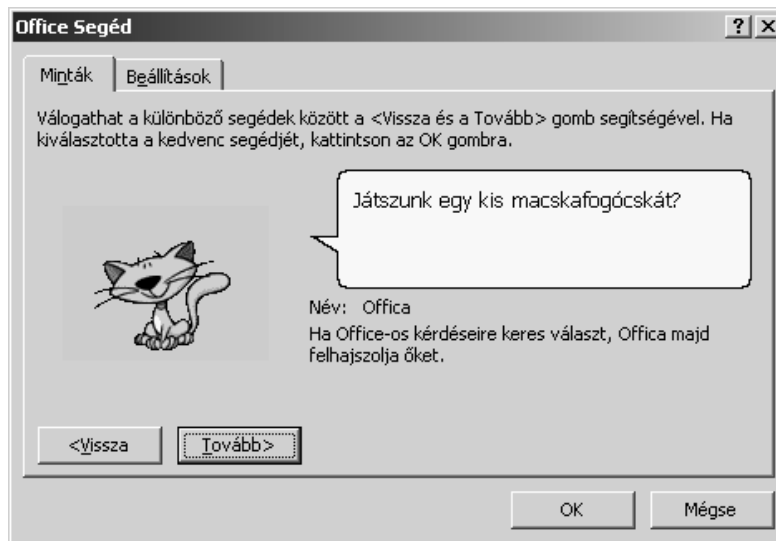 Office Segéd
Minták
Beállítások
Válogathat a különböző segédek között a <Vissza és a Tovább> gomb segítségével. Ha
kiválasztotta a kedvenc segédjét, kattintson az OK gombra.
Játszunk egy kis macskafogócskát?
Név: Offica
Ha Office-os kérdéseire keres választ, Offica majd
felhajszolja őket.
<Vissza
Tovább>
OK
Mégse